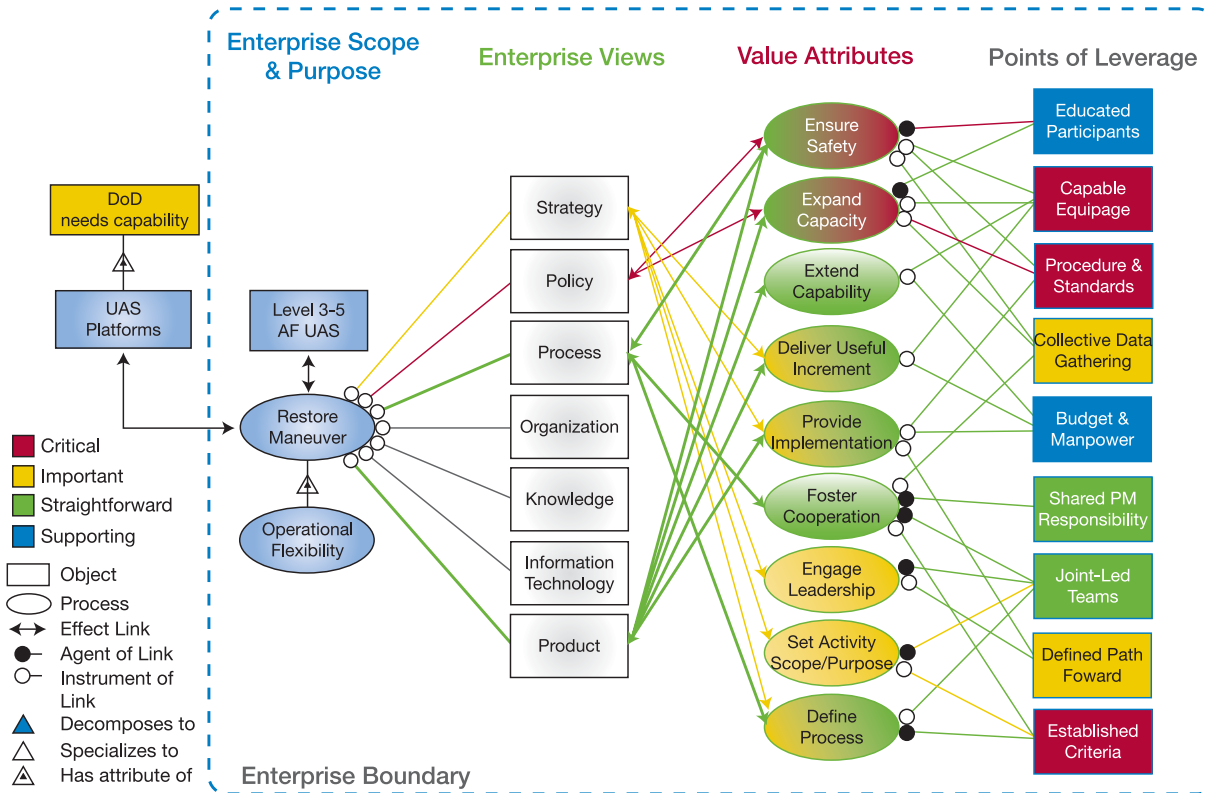 Enterprise Scope
& Purpose
Enterprise Views
Value Attributes
Points of Leverage
DoD
needs capability
UAS
Platforms
Level 3-5
AF UAS
Restore
Maneuver
Operational
Flexibility
Strategy
Policy
Process
Organization
Knowledge
Information
Technology
Product
Ensure
Safety
Expand
Capacity
Extend
Capability
Deliver Useful
Increment
Provide
Implementation
Foster
Cooperation
Engage
Leadership
Set Activity
Scope/Purpose
Define
Process
Educated
Participants
Capable
Equipage
Procedure &
Standards
Collective Data
Gathering
Budget &
Manpower
Shared PM
Responsibility
Joint-Led
Teams
Defined Path
Foward
Established
Criteria
Critical
Important
Straightforward
Supporting
Object
Process
Effect Link
Agent of Link
Instrument of
Link
Decomposes to
Specializes to
Has attribute of
Enterprise Boundary